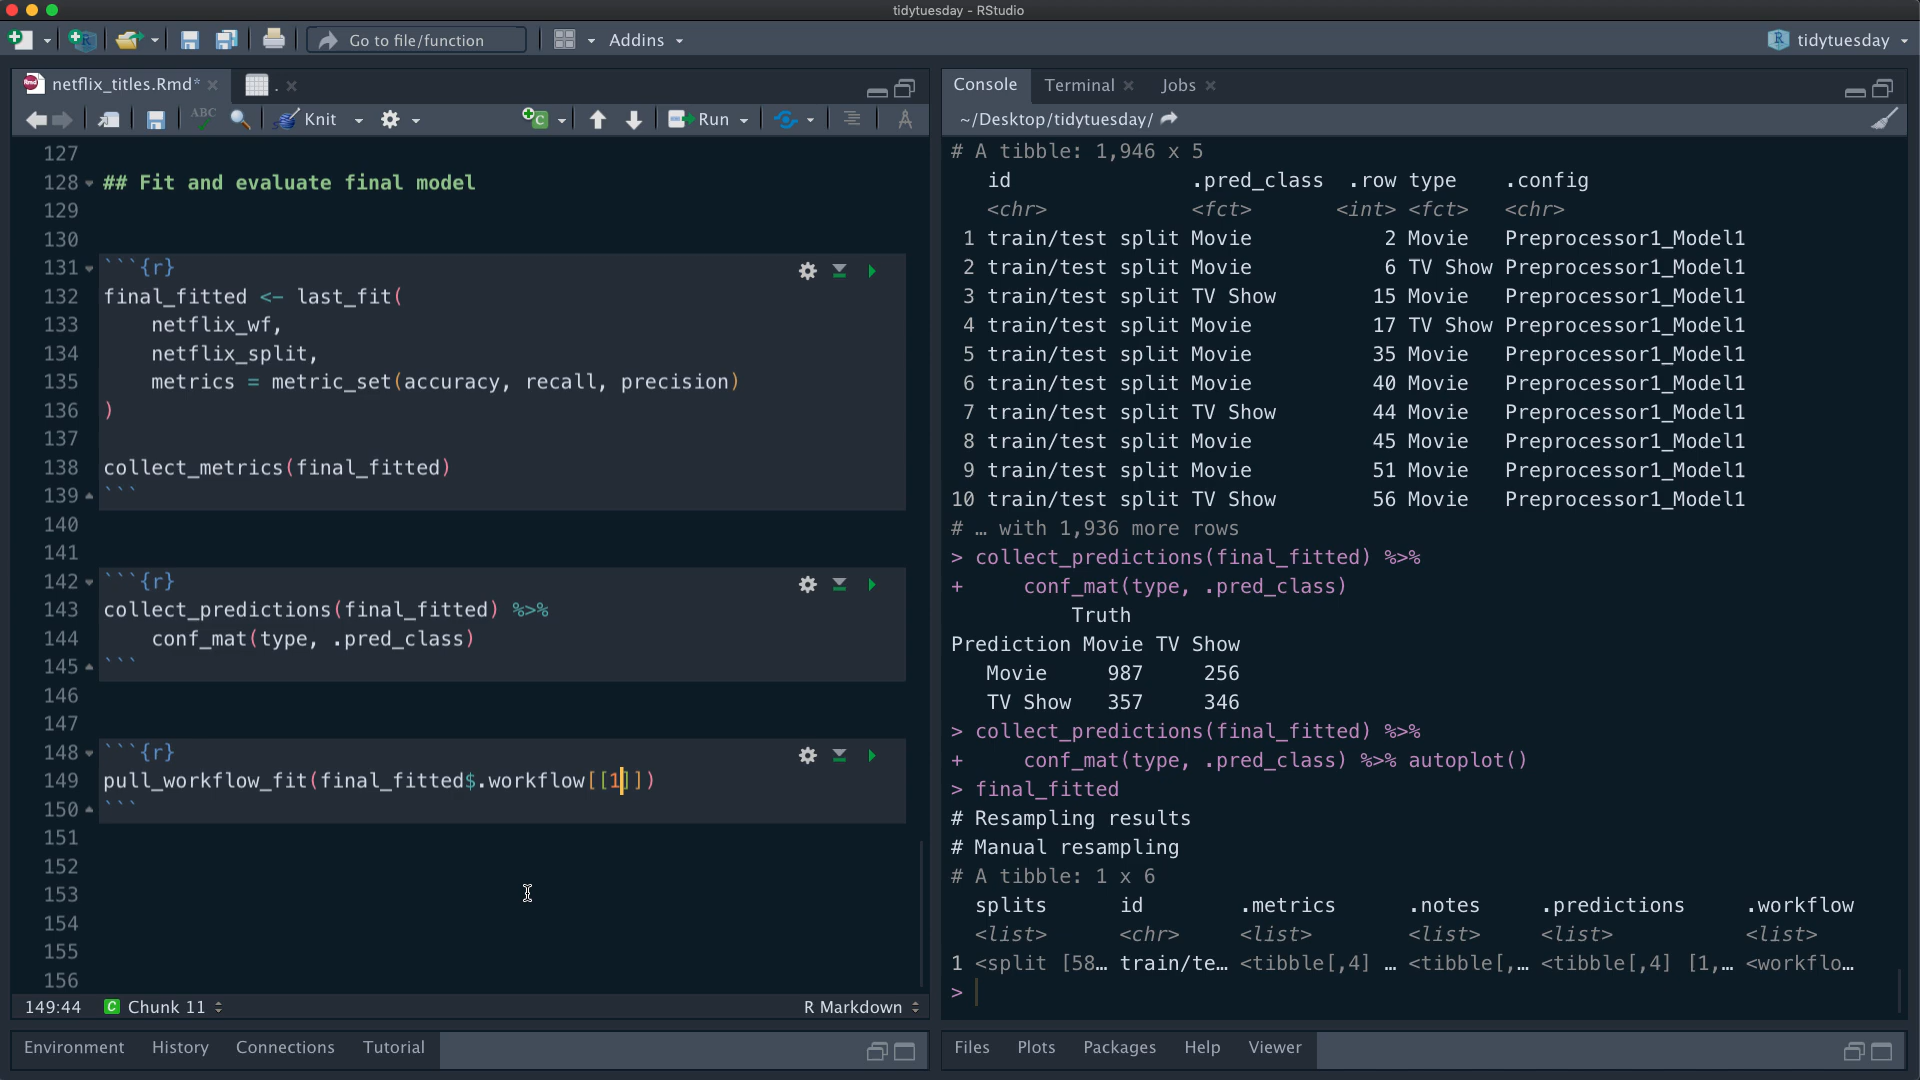 tidytuesday - RStudio
Go to file/function
Addins
tidytuesday
netflix_titles.Rmd*
.
ABC
Knit
Run
127
128 ## Fit and evaluate final model
129
130
131 ```{r}
132 final_fitted <- last_fit(
133     netflix_wf,
134     netflix_split,
135     metrics = metric_set(accuracy, recall, precision)
136 )
137
138 collect_metrics(final_fitted)
139 ```
140
141
142 ```{r}
143 collect_predictions(final_fitted) %>%
144     conf_mat(type, .pred_class)
145 ```
146
147
148 ```{r}
149 pull_workflow_fit(final_fitted$.workflow[[1]])
150 ```
151
152
153
154
155
156
149:44 C Chunk 11 R Markdown
Environment History Connections Tutorial
Console Terminal Jobs
~/Desktop/tidytuesday/
# A tibble: 1,946 x 5
id .pred_class .row type .config
<chr> <fct> <int> <fct> <chr>
1 train/test split Movie 2 Movie Preprocessor1_Model1
2 train/test split Movie 6 TV Show Preprocessor1_Model1
3 train/test split TV Show 15 Movie Preprocessor1_Model1
4 train/test split Movie 17 TV Show Preprocessor1_Model1
5 train/test split Movie 35 Movie Preprocessor1_Model1
6 train/test split Movie 40 Movie Preprocessor1_Model1
7 train/test split TV Show 44 Movie Preprocessor1_Model1
8 train/test split Movie 45 Movie Preprocessor1_Model1
9 train/test split Movie 51 Movie Preprocessor1_Model1
10 train/test split TV Show 56 Movie Preprocessor1_Model1
# … with 1,936 more rows
> collect_predictions(final_fitted) %>%
+     conf_mat(type, .pred_class)
Truth
Prediction Movie TV Show
Movie 987 256
TV Show 357 346
> collect_predictions(final_fitted) %>%
+     conf_mat(type, .pred_class) %>% autoplot()
> final_fitted
# Resampling results
# Manual resampling
# A tibble: 1 x 6
splits id .metrics .notes .predictions .workflow
<list> <chr> <list> <list> <list> <list>
1 <split [58… train/te… <tibble[,4] … <tibble[,… <tibble[,4] [1,… <workflo…
>
Files Plots Packages Help Viewer